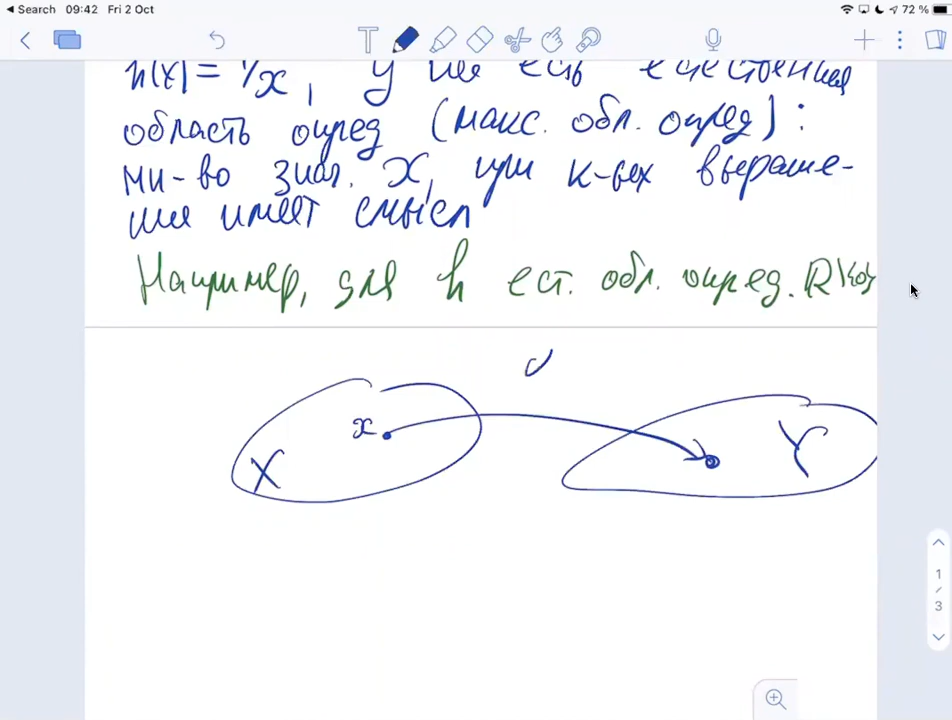 Search 09:42 Fri 2 Oct 72 %
h(x) = 1/x, у неё есть естественная
область опред (макс. обл. опред):
мн-во знач. x, при к-рых выраже-
ние имеет смысл
Например, для h ест. обл. опред. R\{0}
x
X
Y
1
/
3